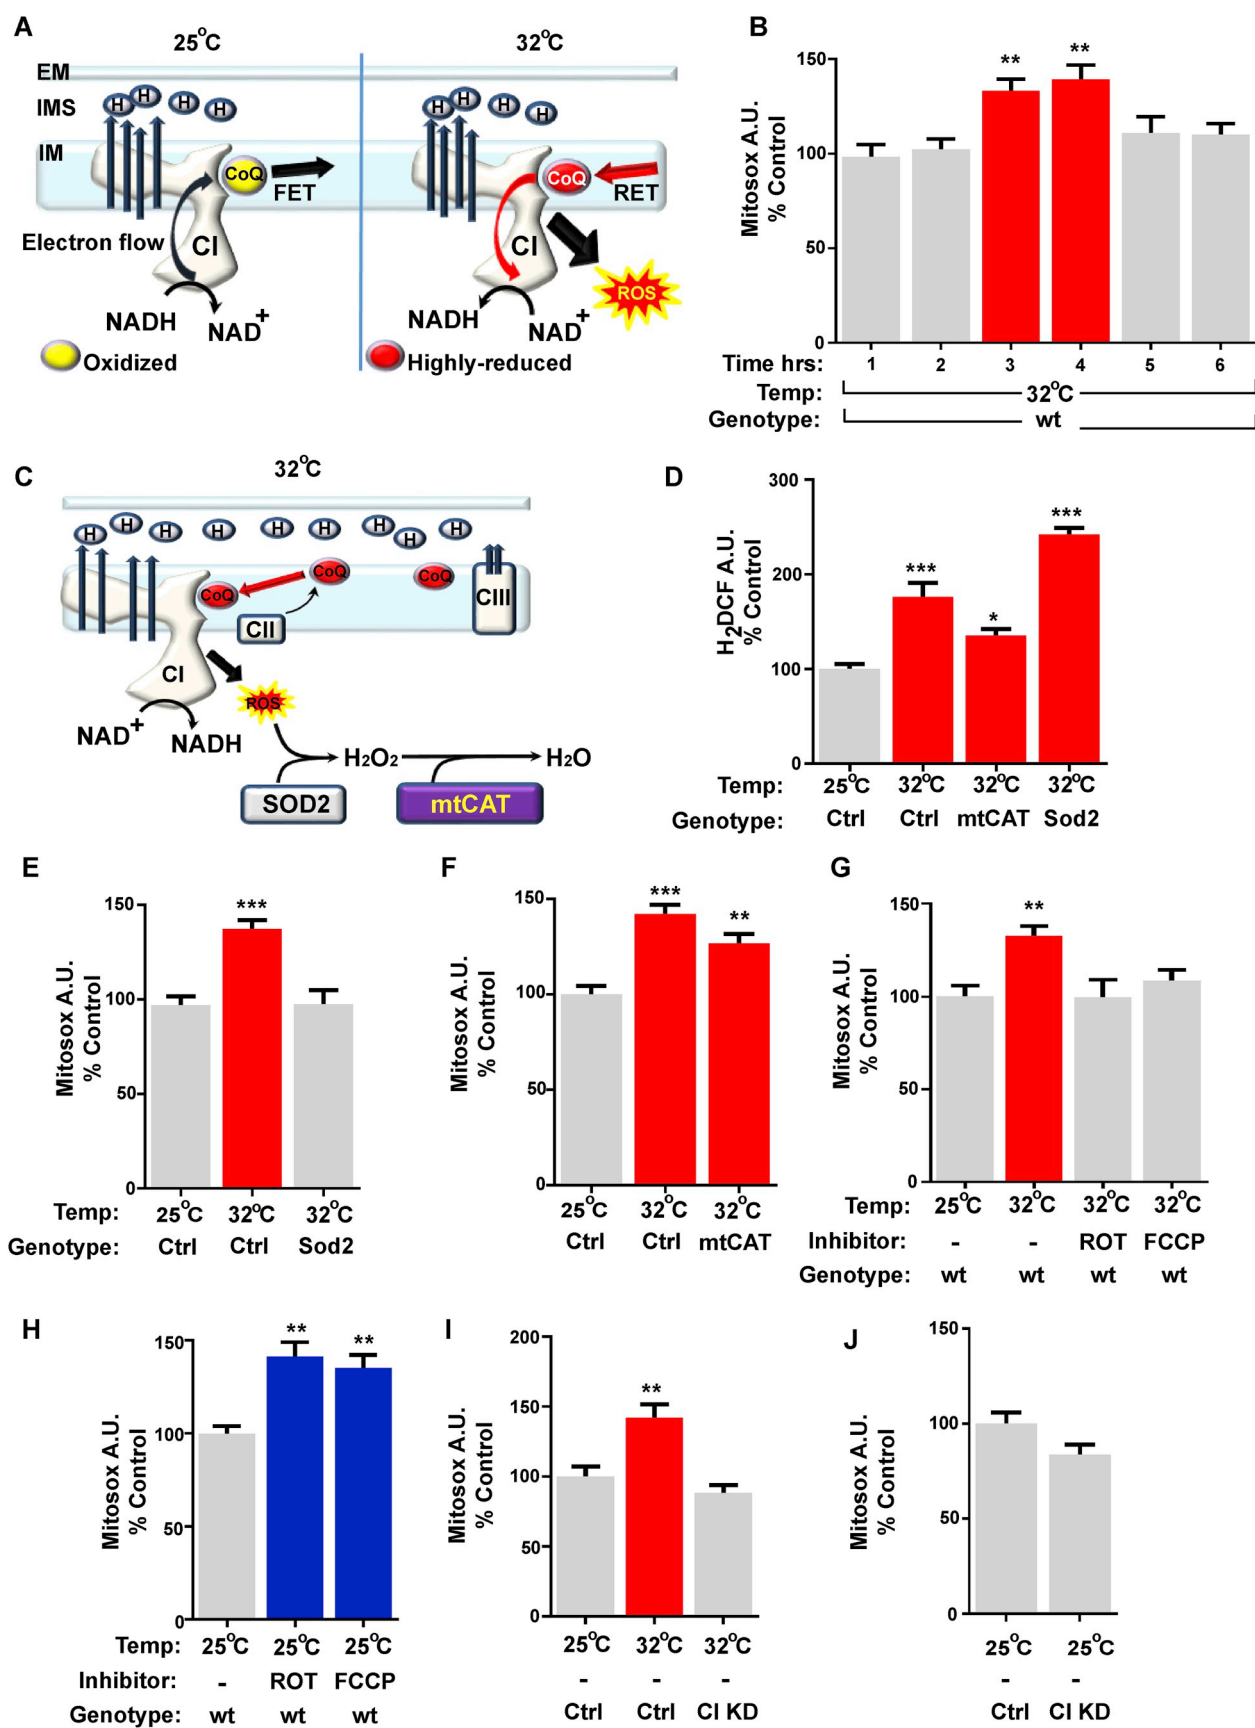 A
25°C
32°C
EM
IMS
H H H H
H H H H
IM
CoQ
FET
CoQ
RET
Electron flow
CI
CI
ROS
NADH
NAD+
NADH
NAD+
Oxidized
Highly-reduced
B
Mitosox A.U.
% Control
150
100
50
0
** **
Time hrs: 1 2 3 4 5 6
Temp: 32°C
Genotype: wt
C
32°C
H H H H H H H H H
CoQ
CoQ
CoQ
CII
CIII
CI
ROS
NAD+
NADH
H2O2
H2O
SOD2
mtCAT
D
H2DCF A.U.
% Control
300
200
100
0
*** * ***
Temp: 25°C 32°C 32°C 32°C
Genotype: Ctrl Ctrl mtCAT Sod2
E
Mitosox A.U.
% Control
150
100
50
0
***
Temp: 25°C 32°C 32°C
Genotype: Ctrl Ctrl Sod2
F
Mitosox A.U.
% Control
150
100
50
0
*** **
25°C 32°C 32°C
Ctrl Ctrl mtCAT
G
Mitosox A.U.
% Control
150
100
50
0
**
Temp: 25°C 32°C 32°C 32°C
Inhibitor: - - ROT FCCP
Genotype: wt wt wt wt
H
Mitosox A.U.
% Control
150
100
50
0
** **
Temp: 25°C 25°C 25°C
Inhibitor: - ROT FCCP
Genotype: wt wt wt
I
Mitosox A.U.
% Control
200
150
100
50
0
**
25°C 32°C 32°C
- - -
Ctrl Ctrl CI KD
J
Mitosox A.U.
% Control
150
100
50
0
25°C 25°C
- -
Ctrl CI KD